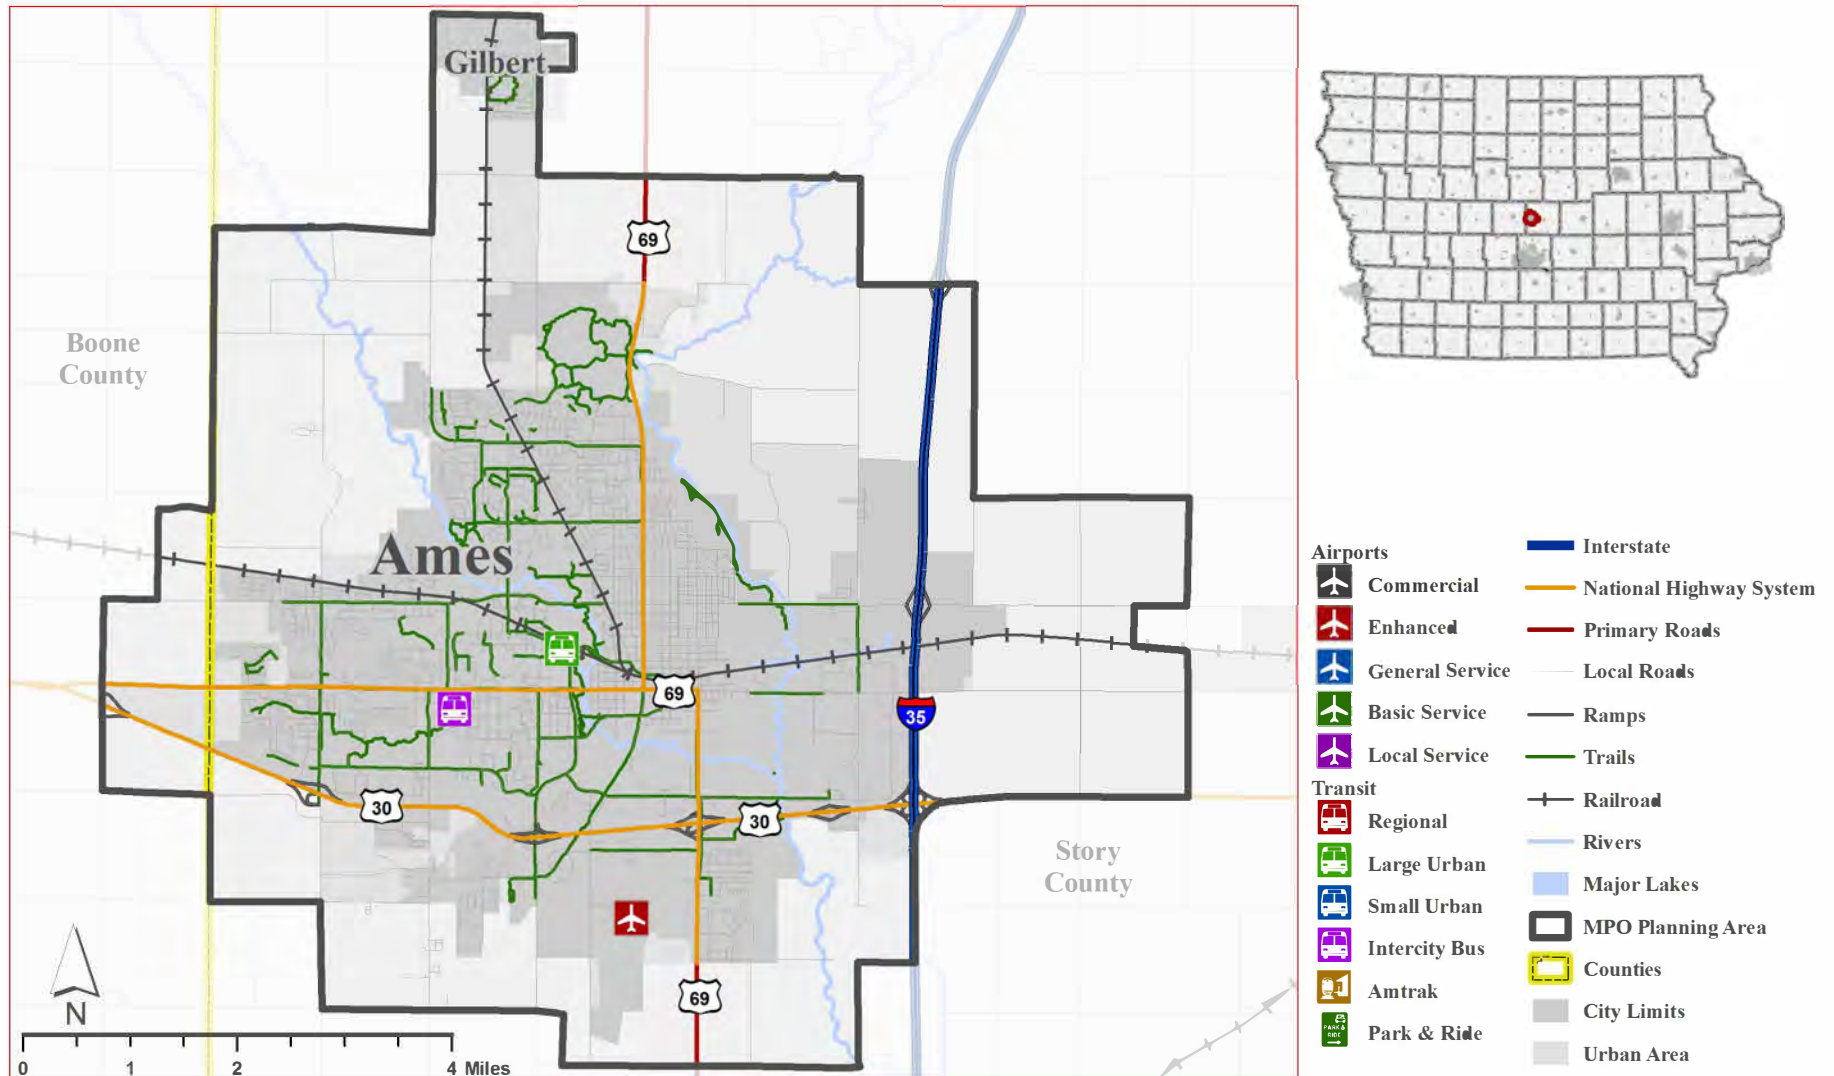 Gilbert
69
Boone
County
Ames
69
35
30
30
Story
County
69
N
0 1 2 4 Miles
Airports
Commercial
Enhanced
General Service
Basic Service
Local Service
Transit
Regional
Large Urban
Small Urban
Intercity Bus
Amtrak
PARK &
RIDE
Park & Ride
Interstate
National Highway System
Primary Roads
Local Roads
Ramps
Trails
Railroad
Rivers
Major Lakes
MPO Planning Area
Counties
City Limits
Urban Area